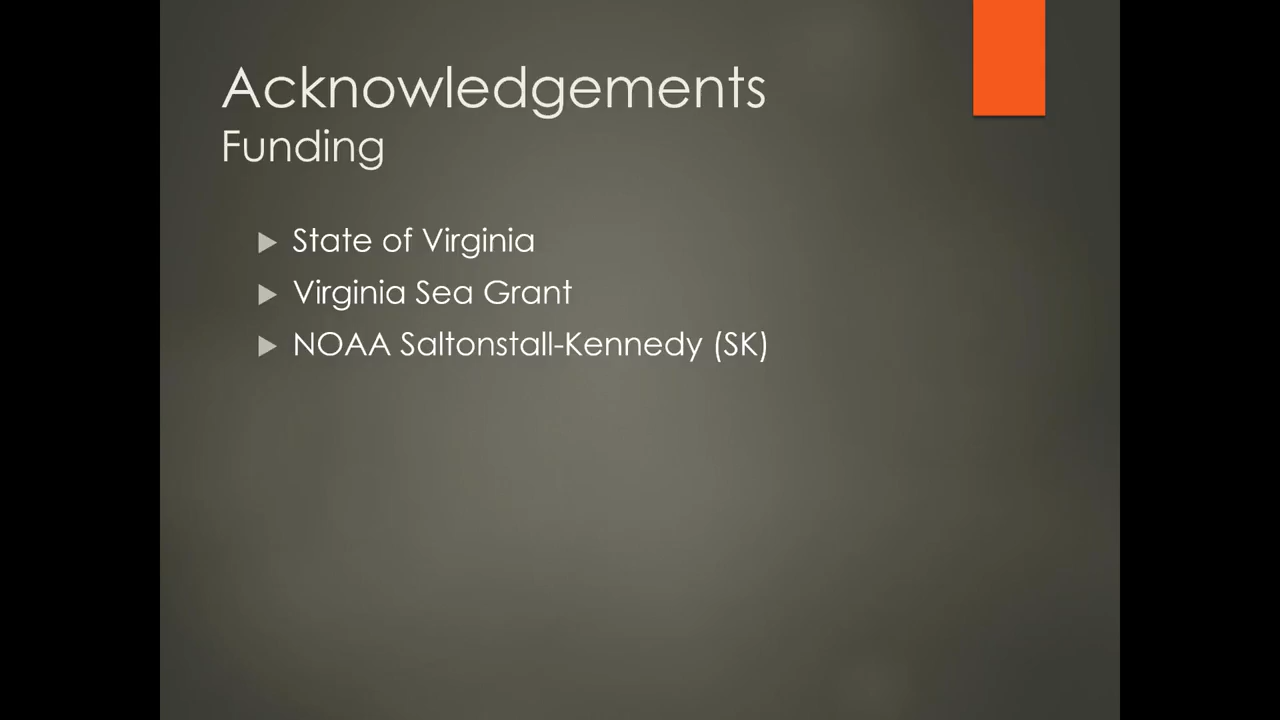 Acknowledgements
Funding
State of Virginia
Virginia Sea Grant
NOAA Saltonstall-Kennedy (SK)